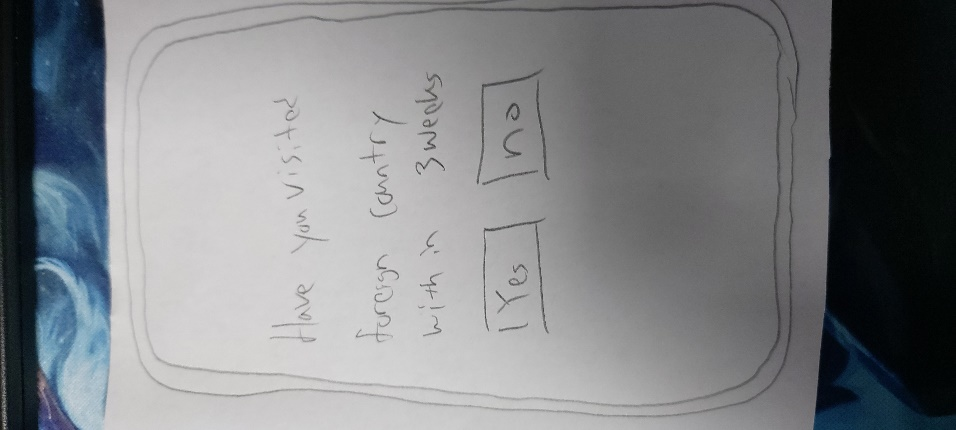 Have you visited
foreign country
with in 3 weeks
Yes no